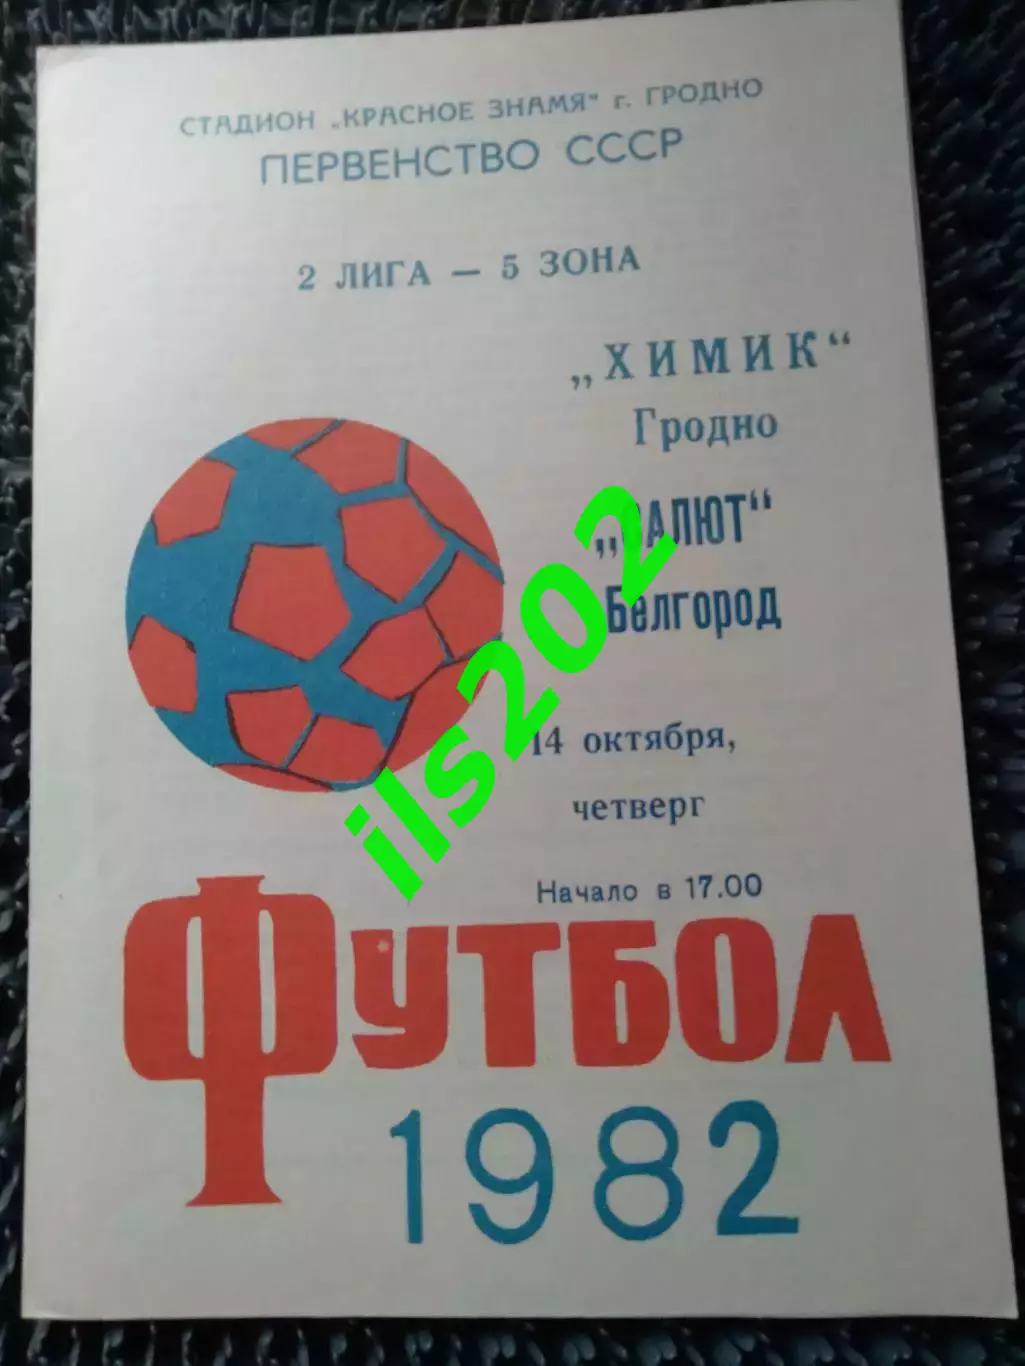 СТАДИОН „КРАСНОЕ ЗНАМЯ“ г. ГРОДНО
ПЕРВЕНСТВО СССР
2 ЛИГА — 5 ЗОНА
„ХИМИК“
Гродно
„САЛЮТ“
Белгород
14 октября,
четверг
Начало в 17.00
ФУТБОЛ
1982
ils202